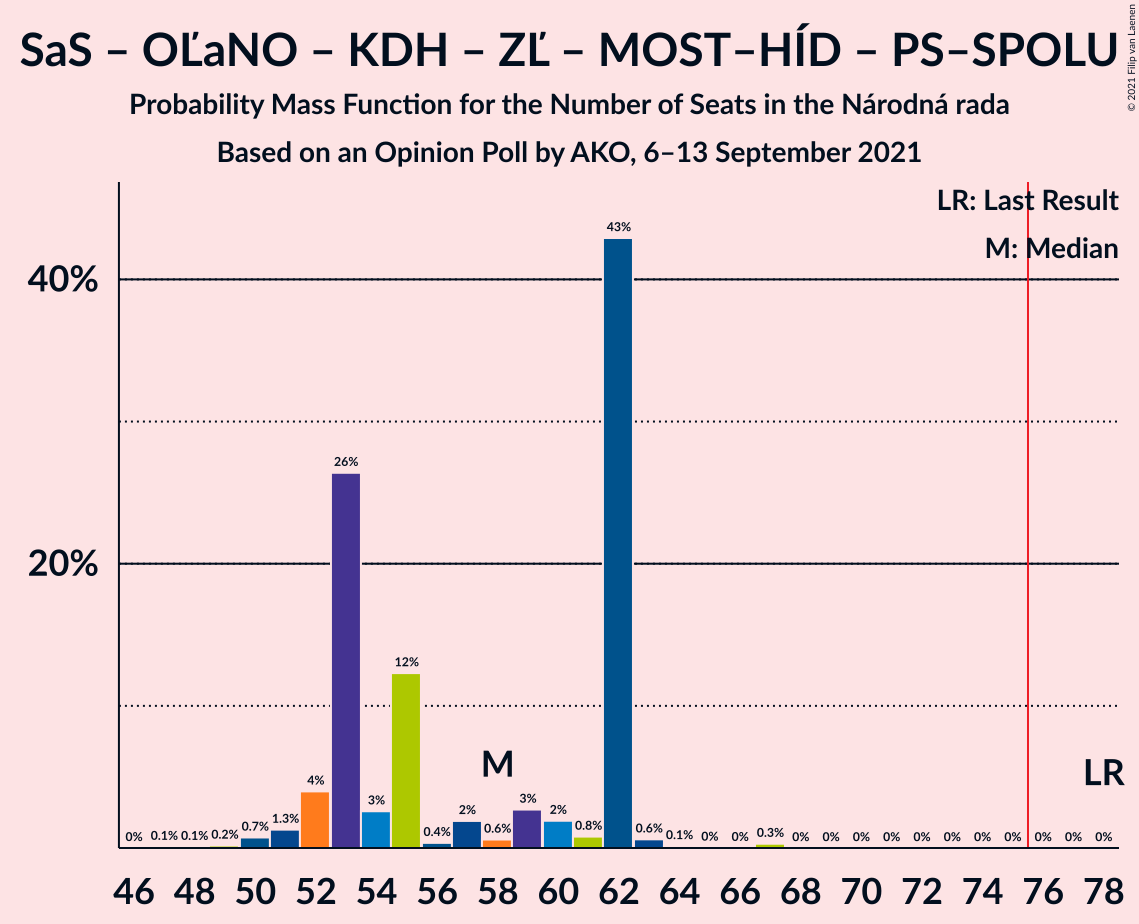 SaS – OĽaNO – KDH – ZĽ – MOST–HÍD – PS–SPOLU
Probability Mass Function for the Number of Seats in the Národná rada
Based on an Opinion Poll by AKO, 6–13 September 2021
© 2021 Filip van Laenen
LR: Last Result
M: Median
40%
20%
0% 0.1% 0.1% 0.2% 0.7% 1.3% 4% 26% 3% 12% 0.4% 2% 0.6% 3% 2% 0.8% 43% 0.6% 0.1% 0% 0% 0.3% 0% 0% 0% 0% 0% 0% 0% 0% 0% 0% 0%
M
LR
46 48 50 52 54 56 58 60 62 64 66 68 70 72 74 76 78